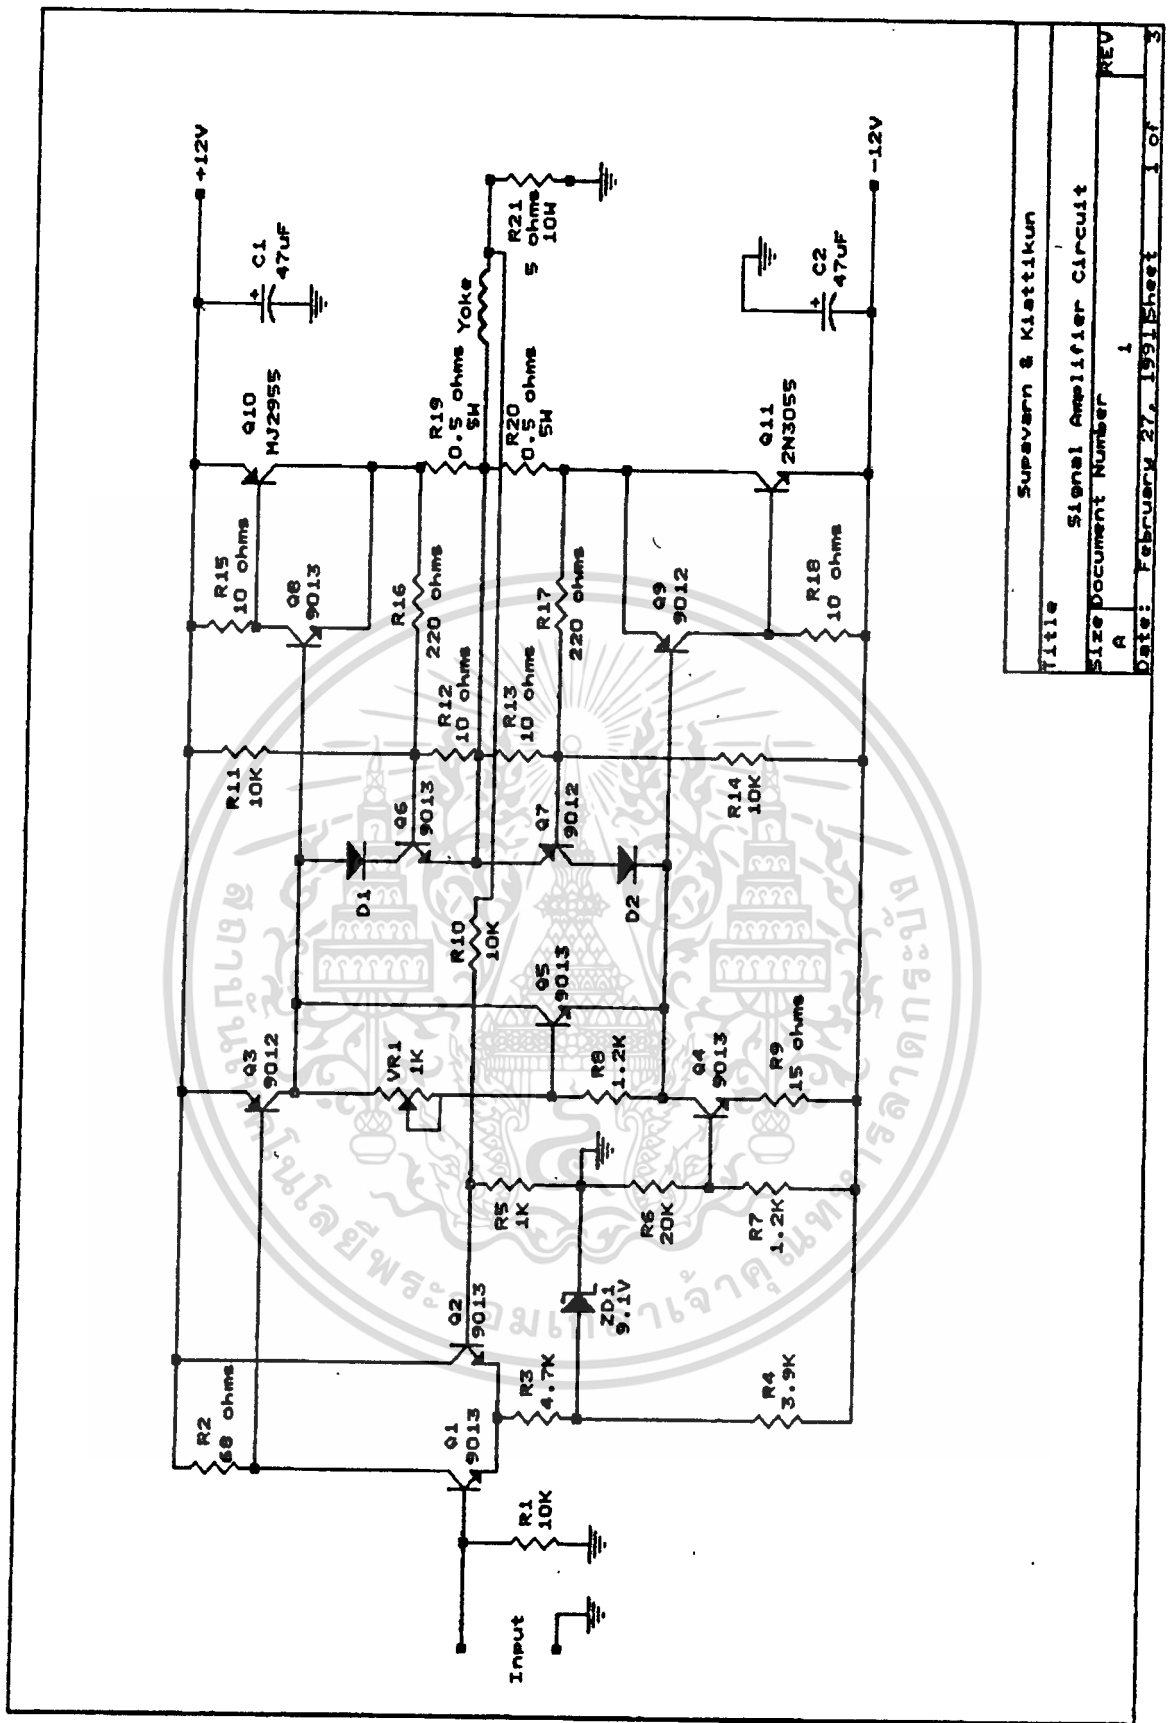 Input
R1
10K
Q1
9013
R2
68 ohms
Q2
9013
R3
4.7K
R4
3.9K
ZD1
9.1V
R5
1K
R6
20K
R7
1.2K
Q3
9012
VR1
1K
R8
1.2K
Q4
9013
R9
15 ohms
Q5
9013
R10
10K
D1
D2
Q6
9013
Q7
9012
R11
10K
R12
10 ohms
R13
10 ohms
R14
10K
R15
10 ohms
Q8
9013
R16
220 ohms
R17
220 ohms
Q9
9012
R18
10 ohms
Q10
MJ2955
R19
0.5 ohms
5W
R20
0.5 ohms
5W
Q11
2N3055
Yoke
C1
47uF
+12V
R21
5 ohms
10W
C2
47uF
-12V
Supavarn & Kiattikun
Title
Signal Amplifier Circuit
Size Document Number REV
A 1
Date: February 27, 1991 Sheet 1 of 3